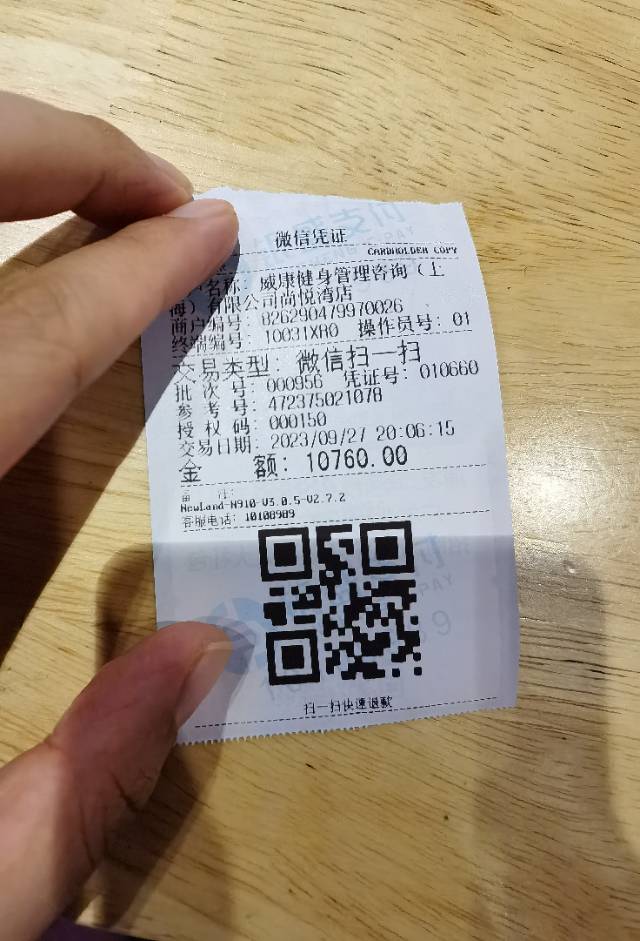 微信凭证
CARDHOLDER COPY
名称: 威康健身管理咨询（上
海）有限公司尚悦湾店
商户编号: 826290479970026
终端编号: 10031XR0 操作员号: 01
交易类型: 微信扫一扫
批 次 号: 000956 凭证号: 010660
参 考 号: 472375021078
授 权 码: 000150
交易日期: 2023/09/27 20:06:15
金 额: 10760.00
备 注:
NewLand-N910-V3.0.5-V2.7.2
客服电话: 10108989
扫一扫快速退款